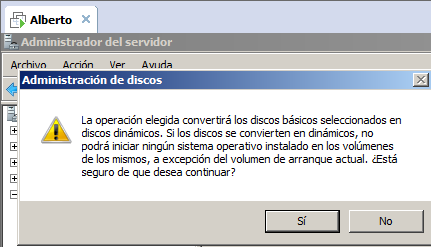 Alberto
Administrador del servidor
Archivo Acción Ver Ayuda
Administración de discos
La operación elegida convertirá los discos básicos seleccionados en
discos dinámicos. Si los discos se convierten en dinámicos, no
podrá iniciar ningún sistema operativo instalado en los volúmenes
de los mismos, a excepción del volumen de arranque actual. ¿Está
seguro de que desea continuar?
Sí No